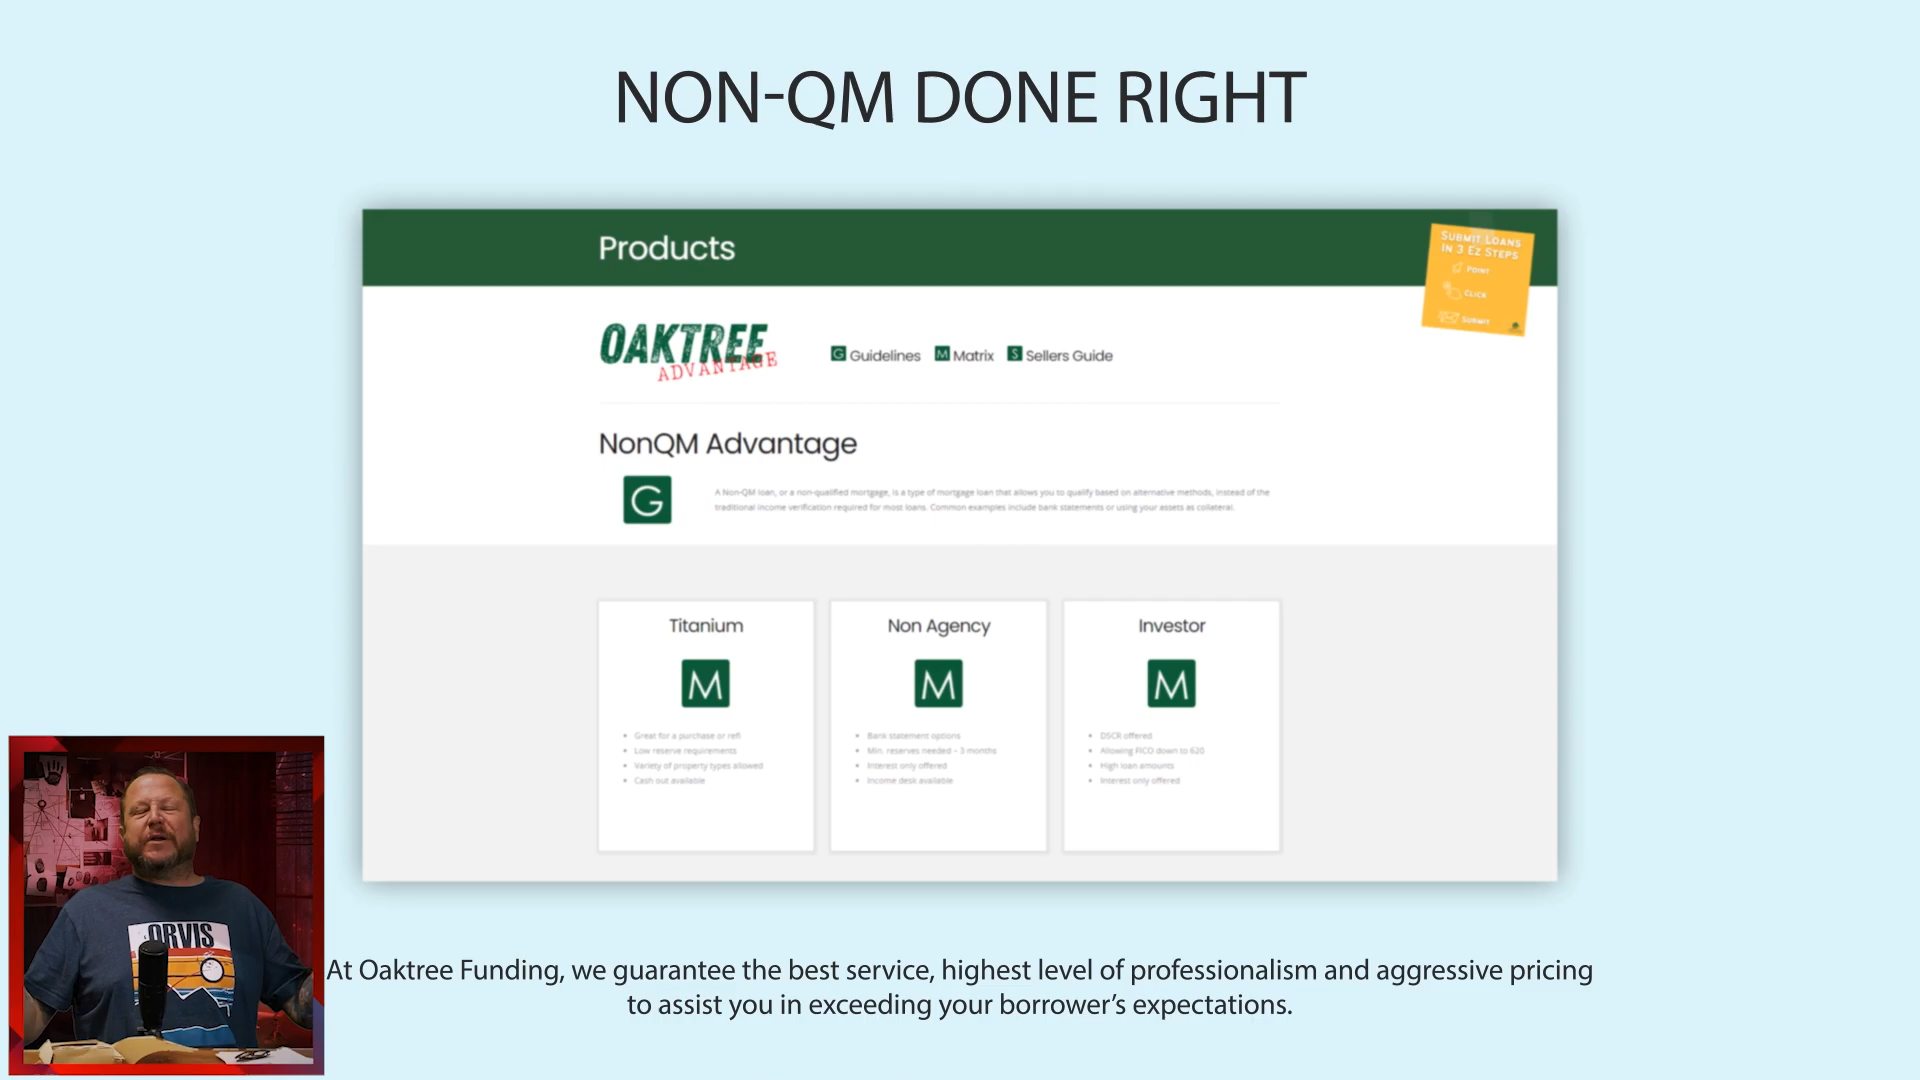 NON-QM DONE RIGHT
Products
SUBMIT LOANS
IN 3 EZ STEPS
POINT
CLICK
SUBMIT
OAKTREE
ADVANTAGE
G Guidelines M Matrix S Sellers Guide
NonQM Advantage
G
A Non-QM loan, or a non-qualified mortgage, is a type of mortgage loan that allows you to qualify based on alternative methods, instead of the
traditional income verification required for most loans. Common examples include bank statements or using your assets as collateral.
Titanium
M
Great for a purchase or refi
Low reserve requirements
Variety of property types allowed
Cash out available
Non Agency
M
Bank statement options
Min. reserves needed – 3 months
Interest only offered
Income desk available
Investor
M
DSCR offered
Allowing FICO down to 620
High loan amounts
Interest only offered
ORVIS
At Oaktree Funding, we guarantee the best service, highest level of professionalism and aggressive pricing
to assist you in exceeding your borrower’s expectations.